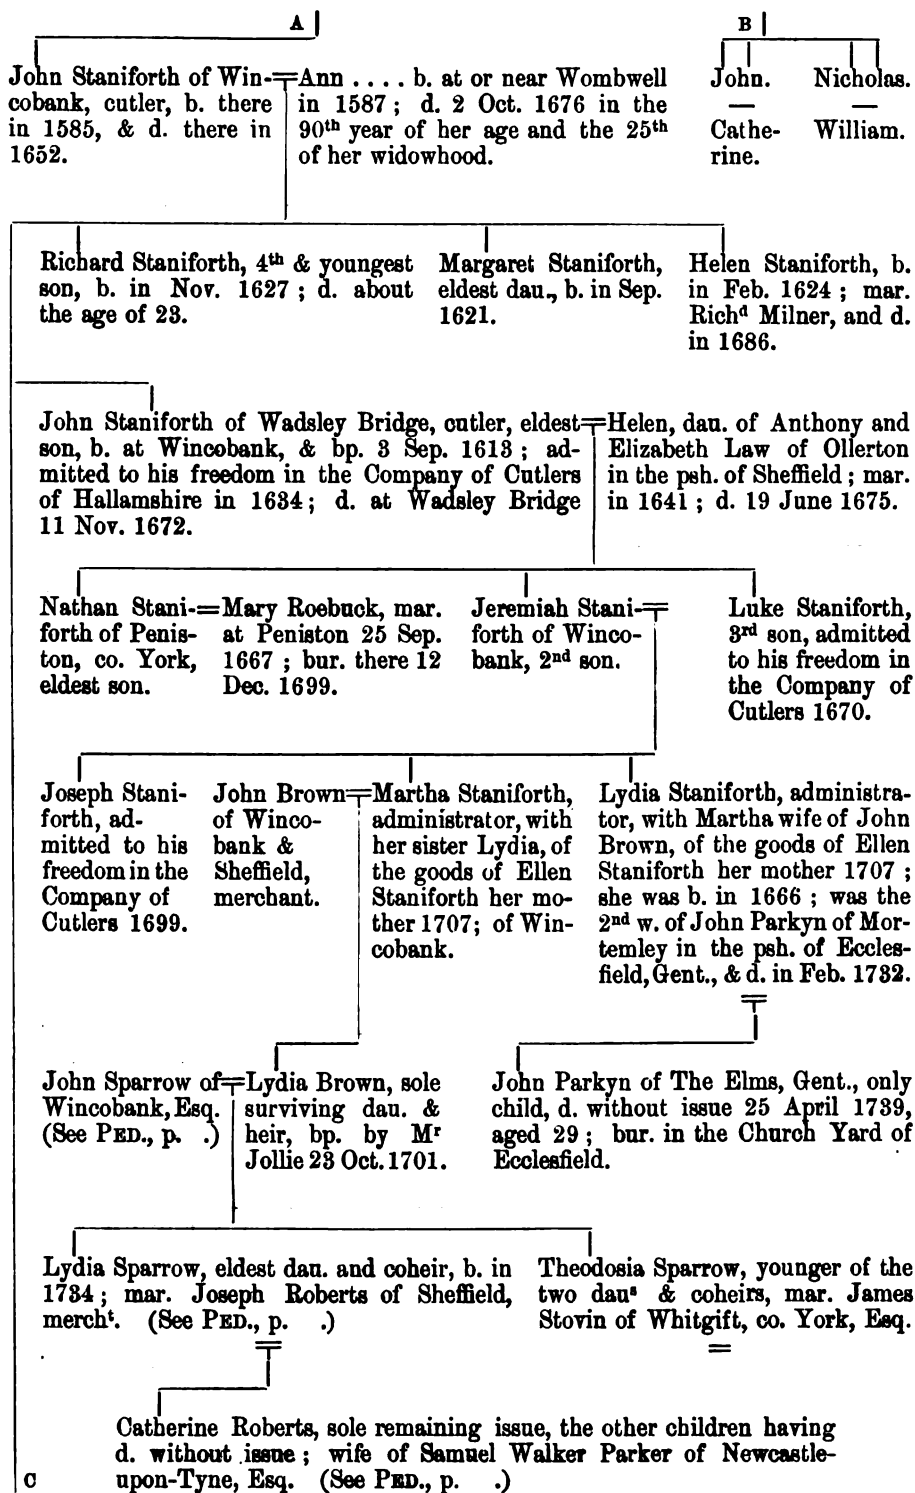 A
B
John Staniforth of Win-
cobank, cutler, b. there
in 1585, & d. there in
1652.
Ann . . . . b. at or near Wombwell
in 1587 ; d. 2 Oct. 1676 in the
90th year of her age and the 25th
of her widowhood.
John.
—
Cathe-
rine.
Nicholas.
—
William.
Richard Staniforth, 4th & youngest
son, b. in Nov. 1627 ; d. about
the age of 23.
Margaret Staniforth,
eldest dau., b. in Sep.
1621.
Helen Staniforth, b.
in Feb. 1624 ; mar.
Richd Milner, and d.
in 1686.
John Staniforth of Wadsley Bridge, cutler, eldest
son, b. at Wincobank, & bp. 3 Sep. 1613 ; ad-
mitted to his freedom in the Company of Cutlers
of Hallamshire in 1634 ; d. at Wadsley Bridge
11 Nov. 1672.
Helen, dau. of Anthony and
Elizabeth Law of Ollerton
in the psh. of Sheffield ; mar.
in 1641 ; d. 19 June 1675.
Nathan Stani-
forth of Penis-
ton, co. York,
eldest son.
Mary Roebuck, mar.
at Peniston 25 Sep.
1667 ; bur. there 12
Dec. 1699.
Jeremiah Stani-
forth of Winco-
bank, 2nd son.
Luke Staniforth,
3rd son, admitted
to his freedom in
the Company of
Cutlers 1670.
Joseph Stani-
forth, ad-
mitted to his
freedom in the
Company of
Cutlers 1699.
John Brown
of Winco-
bank &
Sheffield,
merchant.
Martha Staniforth,
administrator, with
her sister Lydia, of
the goods of Ellen
Staniforth her mo-
ther 1707; of Win-
cobank.
Lydia Staniforth, administra-
tor, with Martha wife of John
Brown, of the goods of Ellen
Staniforth her mother 1707 ;
she was b. in 1666 ; was the
2nd w. of John Parkyn of Mor-
temley in the psh. of Eccles-
field, Gent., & d. in Feb. 1732.
John Sparrow of
Wincobank, Esq.
(See PED., p. .)
Lydia Brown, sole
surviving dau. &
heir, bp. by Mr
Jollie 23 Oct. 1701.
John Parkyn of The Elms, Gent., only
child, d. without issue 25 April 1739,
aged 29 ; bur. in the Church Yard of
Ecclesfield.
Lydia Sparrow, eldest dau. and coheir, b. in
1734 ; mar. Joseph Roberts of Sheffield,
mercht. (See PED., p. .)
Theodosia Sparrow, younger of the
two daus & coheirs, mar. James
Stovin of Whitgift, co. York, Esq.
Catherine Roberts, sole remaining issue, the other children having
d. without issue ; wife of Samuel Walker Parker of Newcastle-
upon-Tyne, Esq. (See PED., p. .)
C